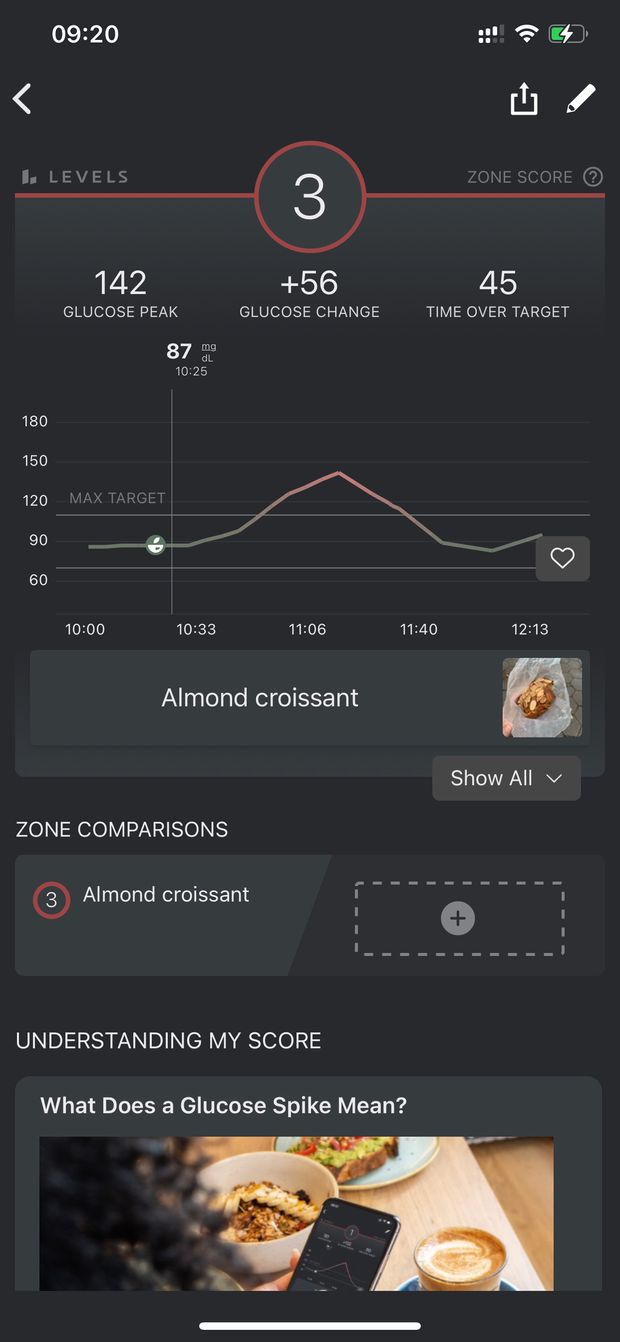 09:20
LEVELS
3
ZONE SCORE ?
142 +56 45
GLUCOSE PEAK GLUCOSE CHANGE TIME OVER TARGET
87 mg
dL
10:25
180
150
120 MAX TARGET
90
60
10:00 10:33 11:06 11:40 12:13
Almond croissant
Show All
ZONE COMPARISONS
3 Almond croissant
+
UNDERSTANDING MY SCORE
What Does a Glucose Spike Mean?